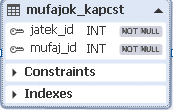 mufajok_kapcst
jatek_id INT NOT NULL
mufaj_id INT NOT NULL
Constraints
Indexes